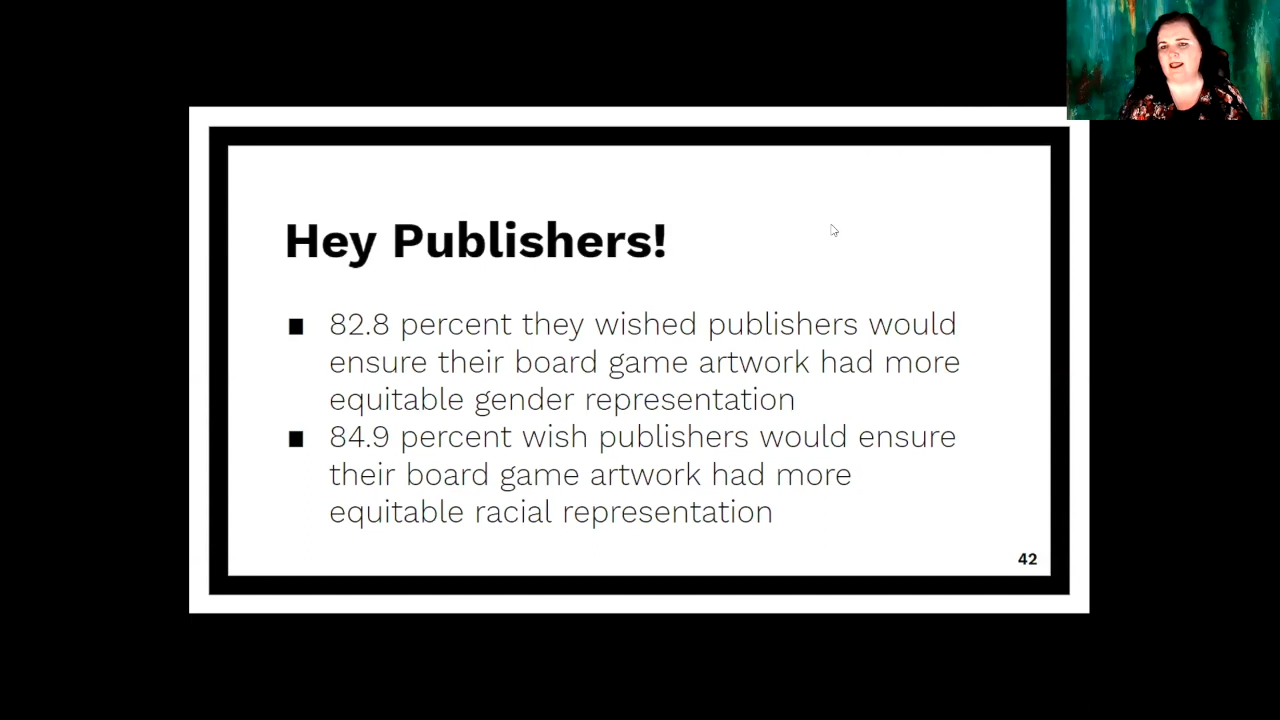 Hey Publishers!
82.8 percent they wished publishers would
ensure their board game artwork had more
equitable gender representation
84.9 percent wish publishers would ensure
their board game artwork had more
equitable racial representation
42